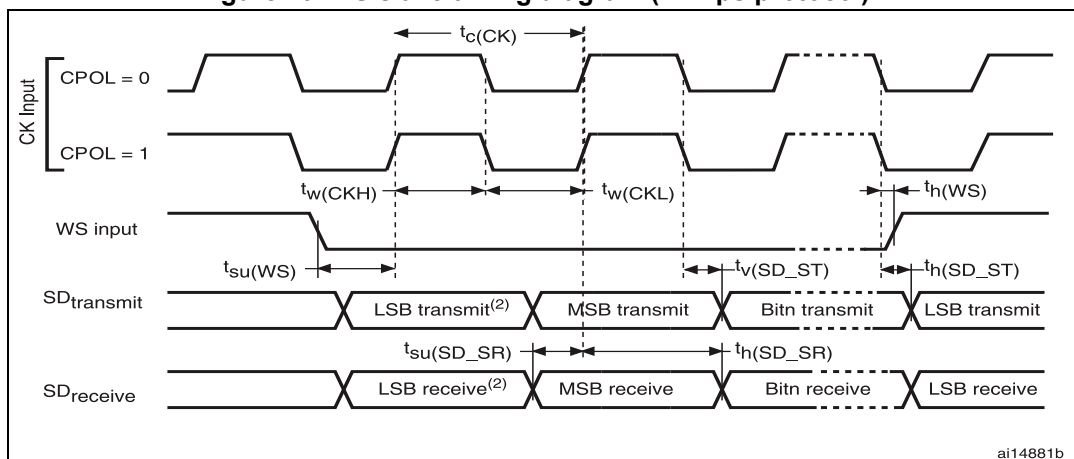 tc(CK)
CK Input
CPOL = 0
CPOL = 1
tw(CKH)
tw(CKL)
th(WS)
WS input
tsu(WS)
tv(SD_ST)
th(SD_ST)
SDtransmit
LSB transmit(2)
MSB transmit
Bitn transmit
LSB transmit
tsu(SD_SR)
th(SD_SR)
SDreceive
LSB receive(2)
MSB receive
Bitn receive
LSB receive
ai14881b